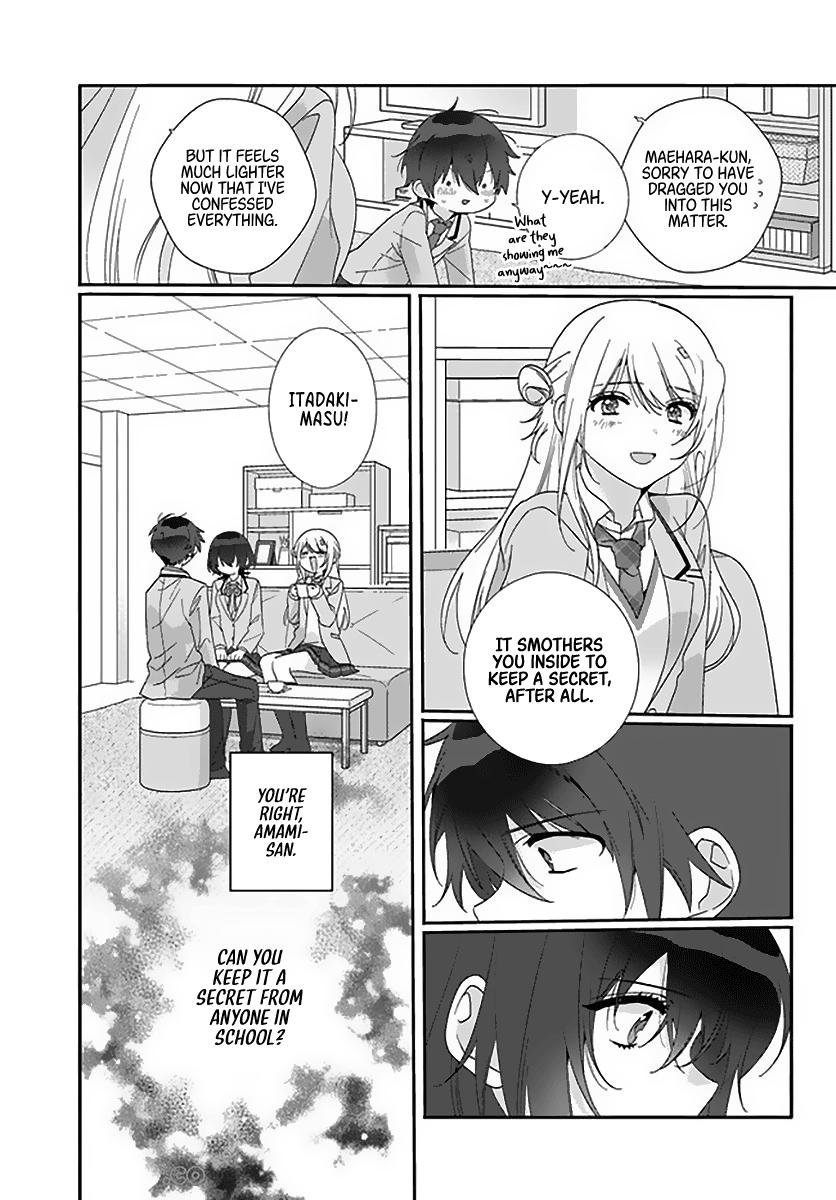 MAEHARA-KUN,
SORRY TO HAVE
DRAGGED YOU
INTO THIS
MATTER.
Y-YEAH.
What
are they
showing me
anyway~~~
BUT IT FEELS
MUCH LIGHTER
NOW THAT I'VE
CONFESSED
EVERYTHING.
IT SMOTHERS
YOU INSIDE TO
KEEP A SECRET,
AFTER ALL.
ITADAKI-
MASU!
YOU'RE
RIGHT,
AMAMI-
SAN.
CAN YOU
KEEP IT A
SECRET FROM
ANYONE IN
SCHOOL?